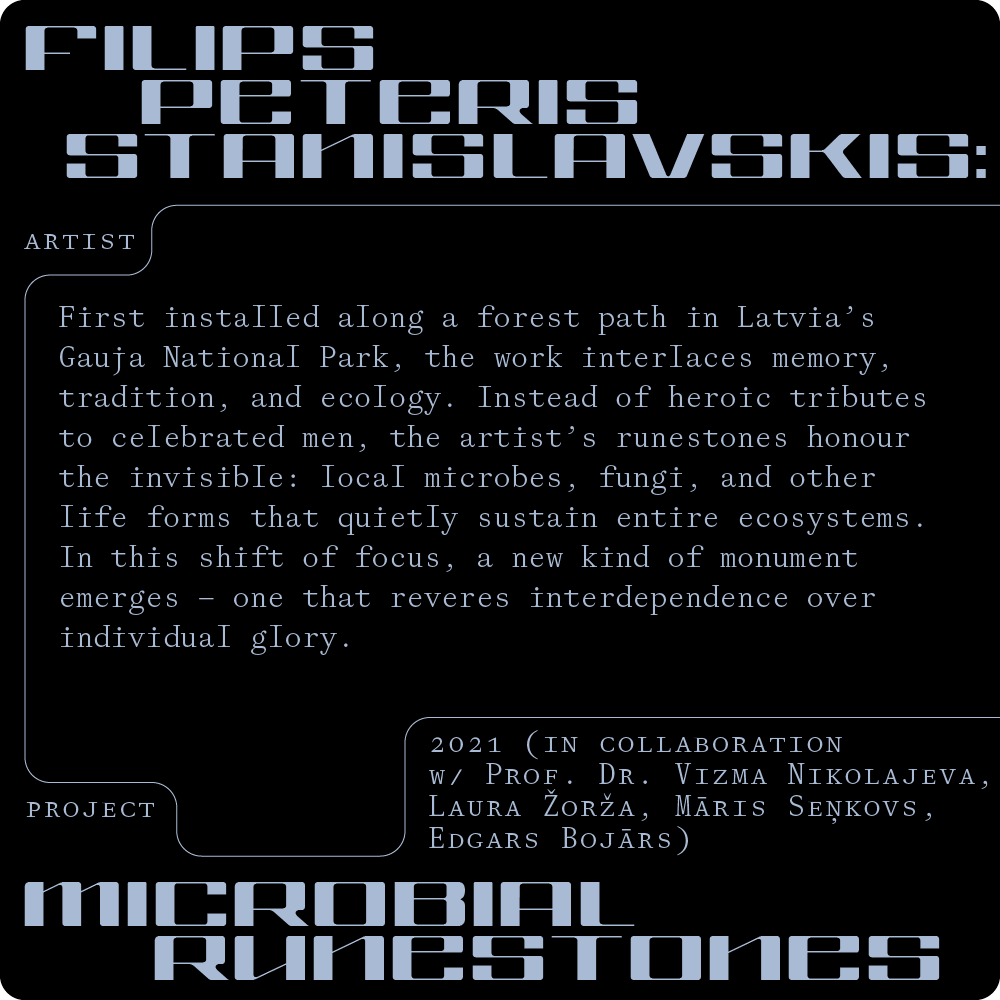 FILIPS
PETERIS
STANISLAVSKIS:
ARTIST
First installed along a forest path in Latvia’s
Gauja National Park, the work interlaces memory,
tradition, and ecology. Instead of heroic tributes
to celebrated men, the artist’s runestones honour
the invisible: local microbes, fungi, and other
life forms that quietly sustain entire ecosystems.
In this shift of focus, a new kind of monument
emerges – one that reveres interdependence over
individual glory.
2021 (IN COLLABORATION
W/ PROF. DR. VIZMA NIKOLAJEVA,
LAURA ŽORŽA, MĀRIS SEŅKOVS,
EDGARS BOJĀRS)
PROJECT
MICROBIAL
RUNESTONES